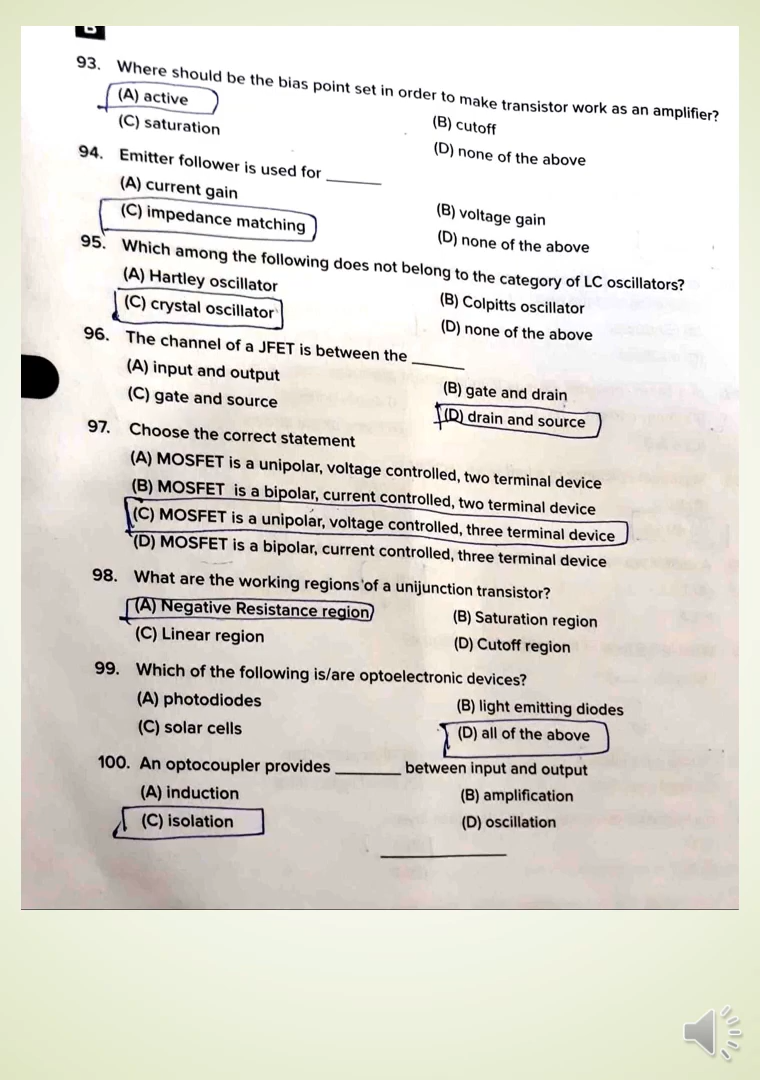 93. Where should be the bias point set in order to make transistor work as an amplifier?
(A) active
(B) cutoff
(C) saturation
(D) none of the above
94. Emitter follower is used for ______
(A) current gain
(B) voltage gain
(C) impedance matching
(D) none of the above
95. Which among the following does not belong to the category of LC oscillators?
(A) Hartley oscillator
(B) Colpitts oscillator
(C) crystal oscillator
(D) none of the above
96. The channel of a JFET is between the ______
(A) input and output
(B) gate and drain
(C) gate and source
(D) drain and source
97. Choose the correct statement
(A) MOSFET is a unipolar, voltage controlled, two terminal device
(B) MOSFET is a bipolar, current controlled, two terminal device
(C) MOSFET is a unipolar, voltage controlled, three terminal device
(D) MOSFET is a bipolar, current controlled, three terminal device
98. What are the working regions of a unijunction transistor?
(A) Negative Resistance region
(B) Saturation region
(C) Linear region
(D) Cutoff region
99. Which of the following is/are optoelectronic devices?
(A) photodiodes
(B) light emitting diodes
(C) solar cells
(D) all of the above
100. An optocoupler provides ______ between input and output
(A) induction
(B) amplification
(C) isolation
(D) oscillation